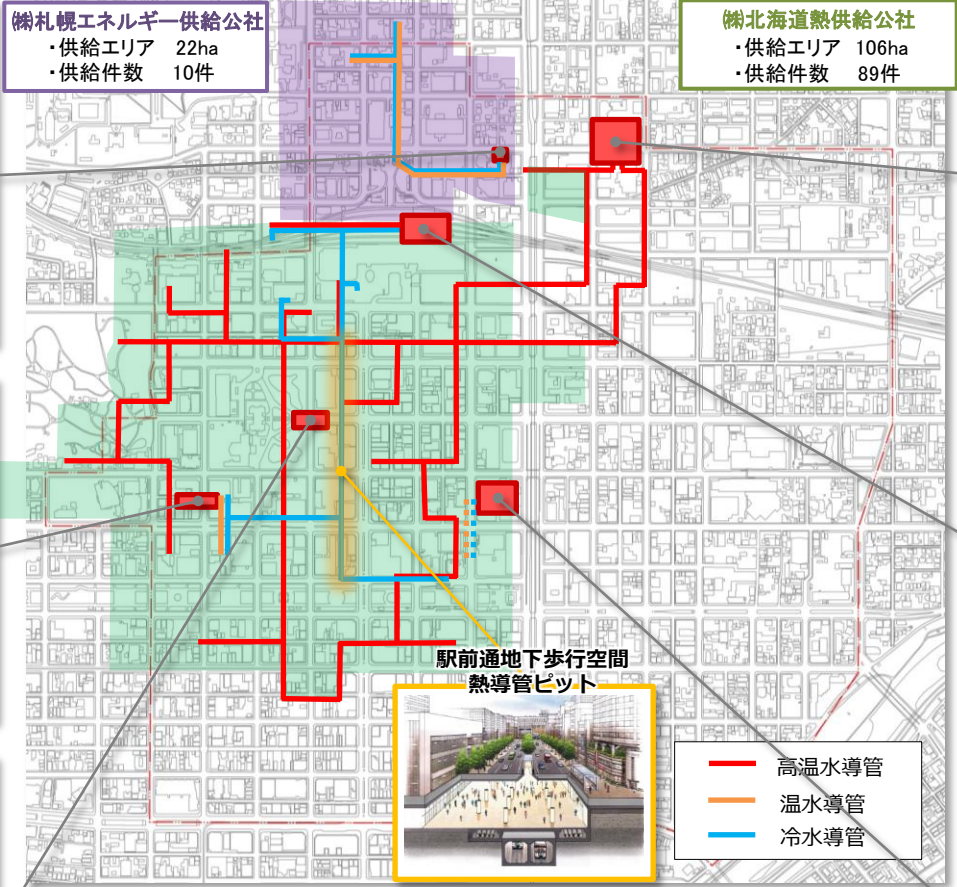 ㈱札幌エネルギー供給公社
・供給エリア 22ha
・供給件数 10件
㈱北海道熱供給公社
・供給エリア 106ha
・供給件数 89件
駅前通地下歩行空間
熱導管ピット
高温水導管
温水導管
冷水導管